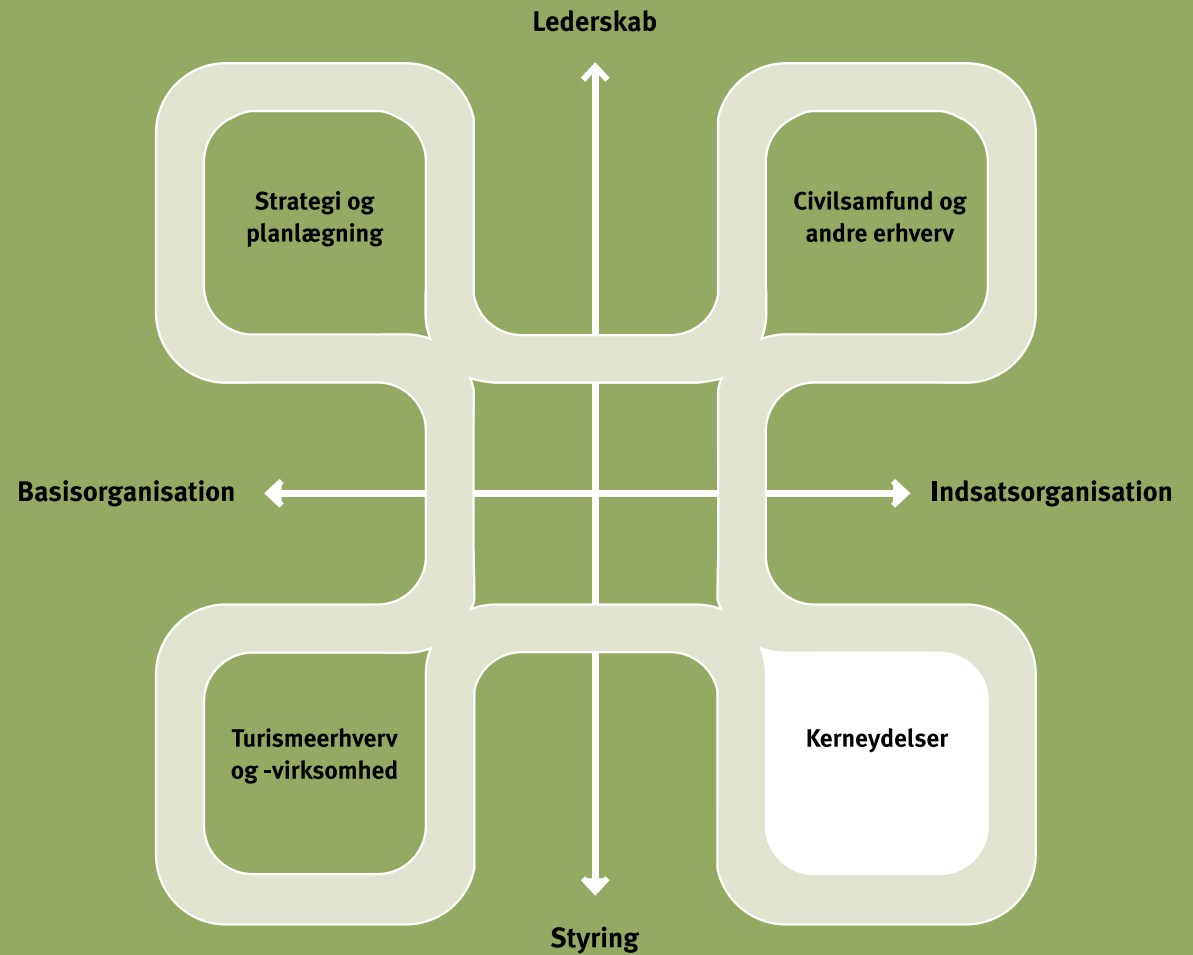 Lederskab
Strategi og
planlægning
Civilsamfund og
andre erhverv
Basisorganisation
Indsatsorganisation
Turismeerhverv
og -virksomhed
Kerneydelser
Styring